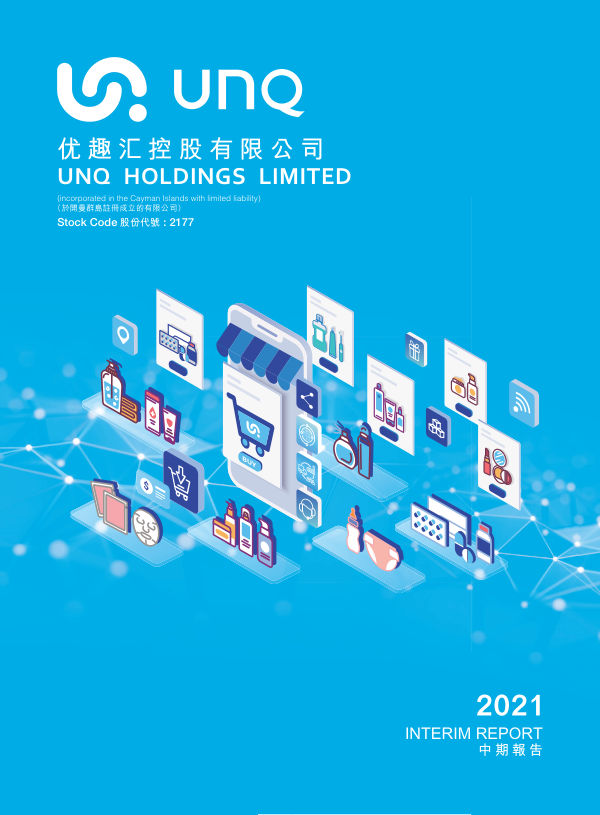 UNQ
优趣汇控股有限公司
UNQ HOLDINGS LIMITED
(incorporated in the Cayman Islands with limited liability)
(於開曼群島註冊成立的有限公司)
Stock Code 股份代號 : 2177
BUY
$
2021
INTERIM REPORT
中期報告